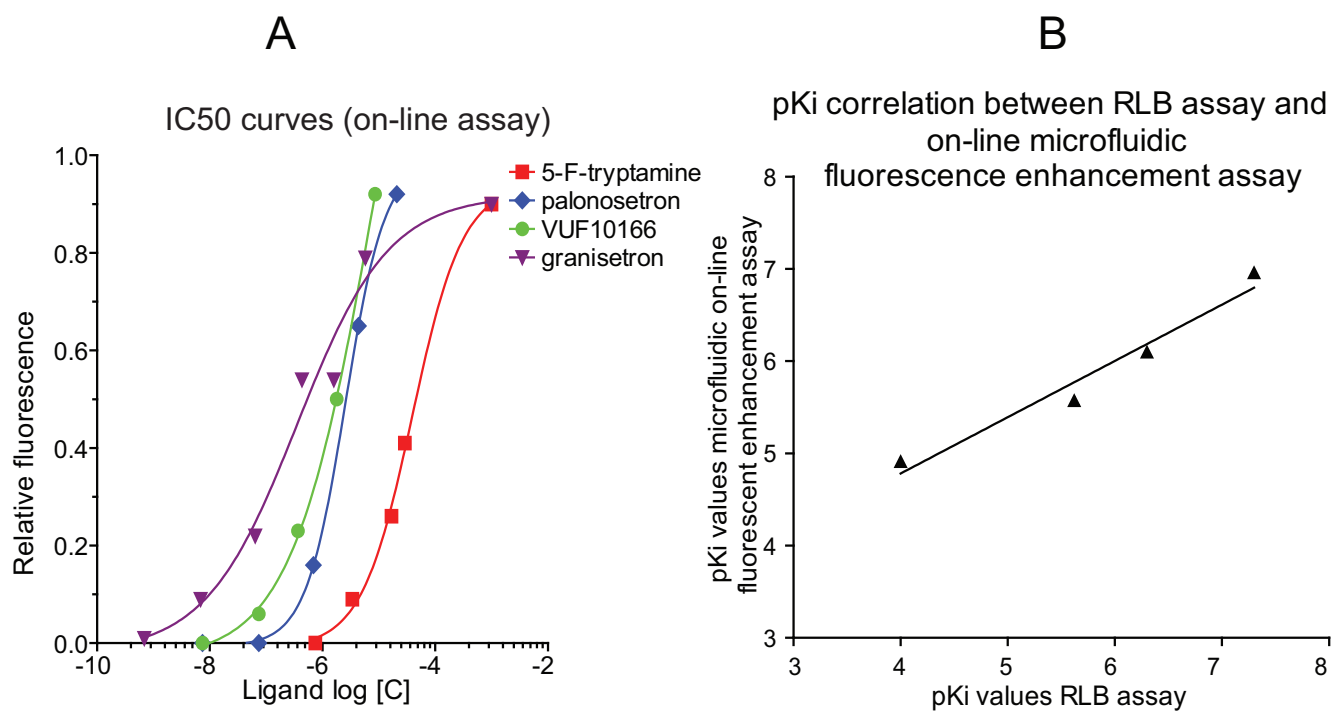 A
IC50 curves (on-line assay)
1.0
0.8
0.6
0.4
0.2
0.0
Relative fluorescence
-10
-8
-6
-4
-2
Ligand log [C]
5-F-tryptamine
palonosetron
VUF10166
granisetron
B
pKi correlation between RLB assay and
on-line microfluidic
fluorescence enhancement assay
8
7
6
5
4
3
pKi values microfluidic on-line
fluorescent enhancement assay
3
4
5
6
7
8
pKi values RLB assay